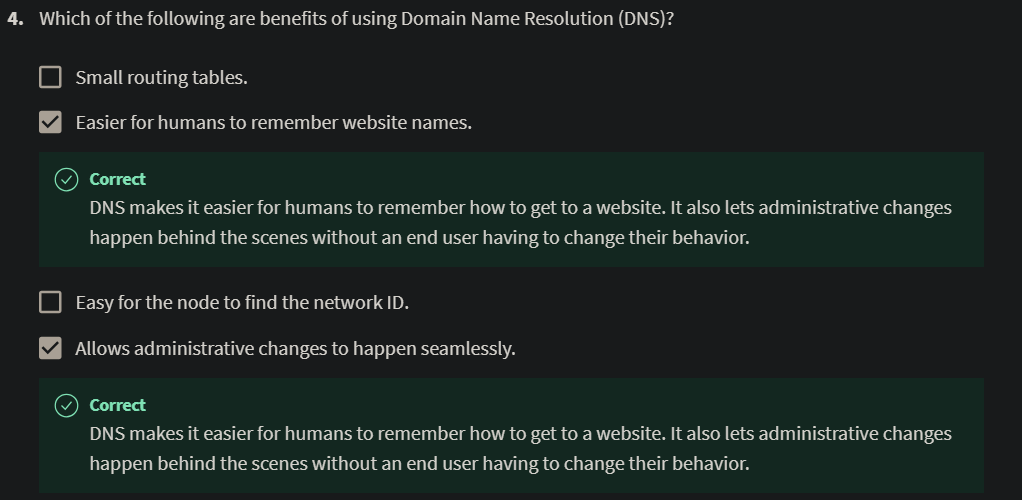 4. Which of the following are benefits of using Domain Name Resolution (DNS)?
Small routing tables.
Easier for humans to remember website names.
Correct
DNS makes it easier for humans to remember how to get to a website. It also lets administrative changes
happen behind the scenes without an end user having to change their behavior.
Easy for the node to find the network ID.
Allows administrative changes to happen seamlessly.
Correct
DNS makes it easier for humans to remember how to get to a website. It also lets administrative changes
happen behind the scenes without an end user having to change their behavior.